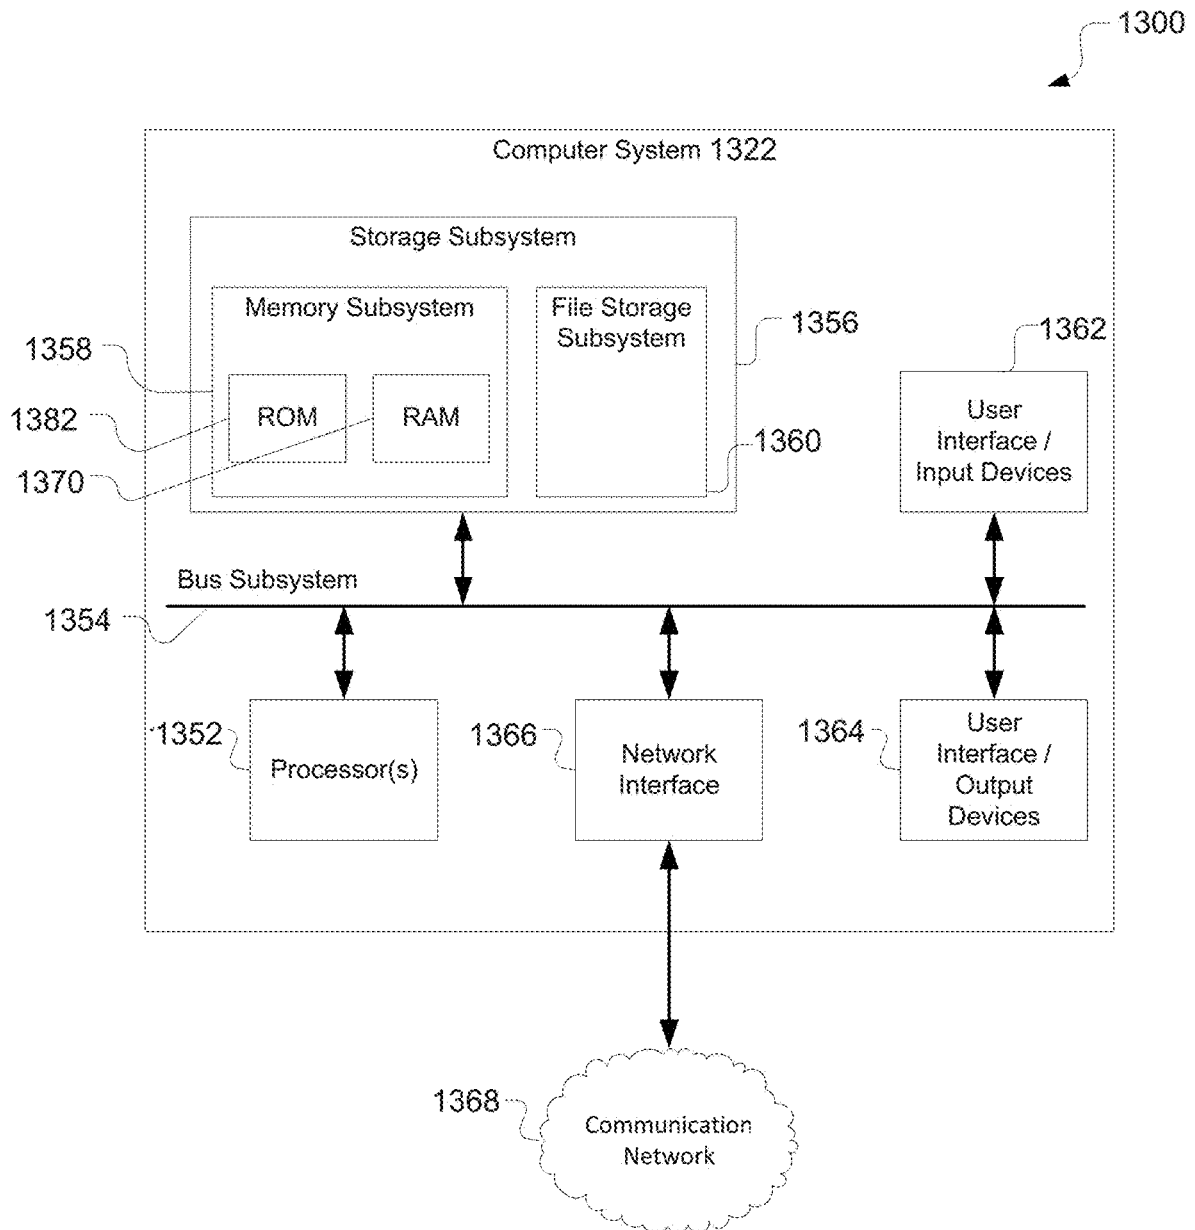 1300
Computer System 1322
Storage Subsystem
Memory Subsystem
File Storage
Subsystem
1356
1358
1362
1382
ROM
RAM
1360
1370
User
Interface /
Input Devices
Bus Subsystem
1354
1352
Processor(s)
1366
Network
Interface
1364
User
Interface /
Output
Devices
1368
Communication
Network